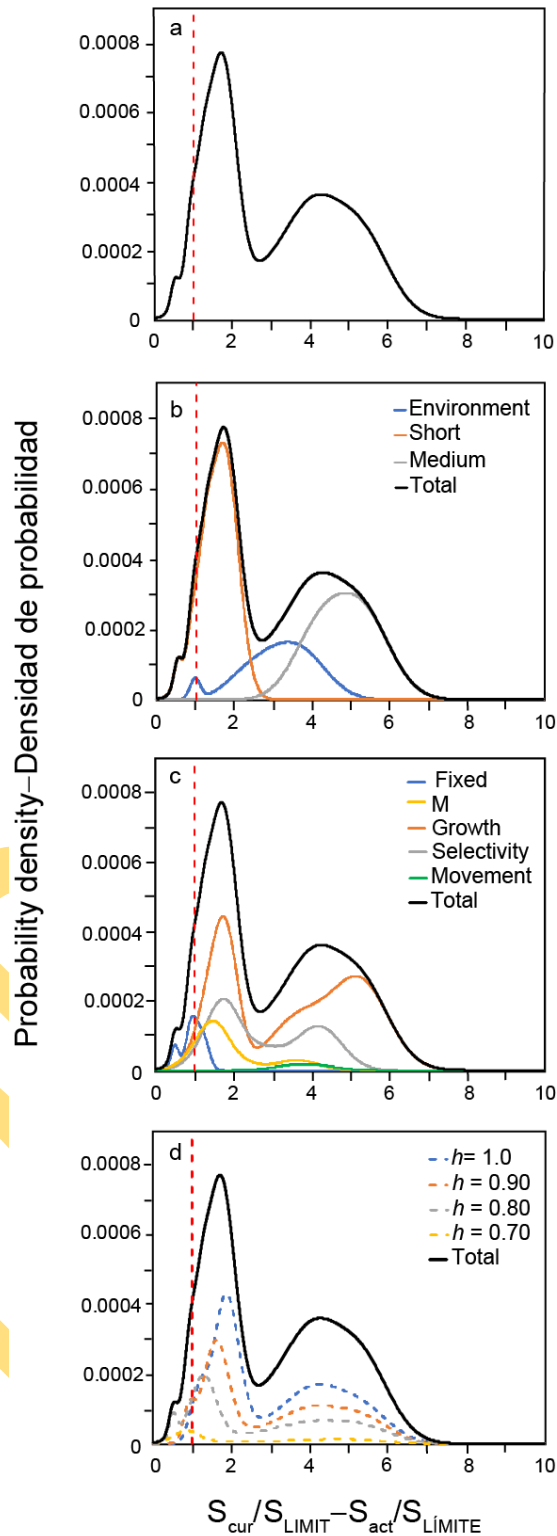 Probability density–Densidad de probabilidad
a
0.0008
0.0006
0.0004
0.0002
0
0 2 4 6 8 10
b
Environment
Short
Medium
Total
0.0008
0.0006
0.0004
0.0002
0
0 2 4 6 8 10
c
Fixed
M
Growth
Selectivity
Movement
Total
0.0008
0.0006
0.0004
0.0002
0
0 2 4 6 8 10
d
h= 1.0
h = 0.90
h = 0.80
h = 0.70
Total
0.0008
0.0006
0.0004
0.0002
0
0 2 4 6 8 10
Scur/SLIMIT–Sact/SLÍMITE